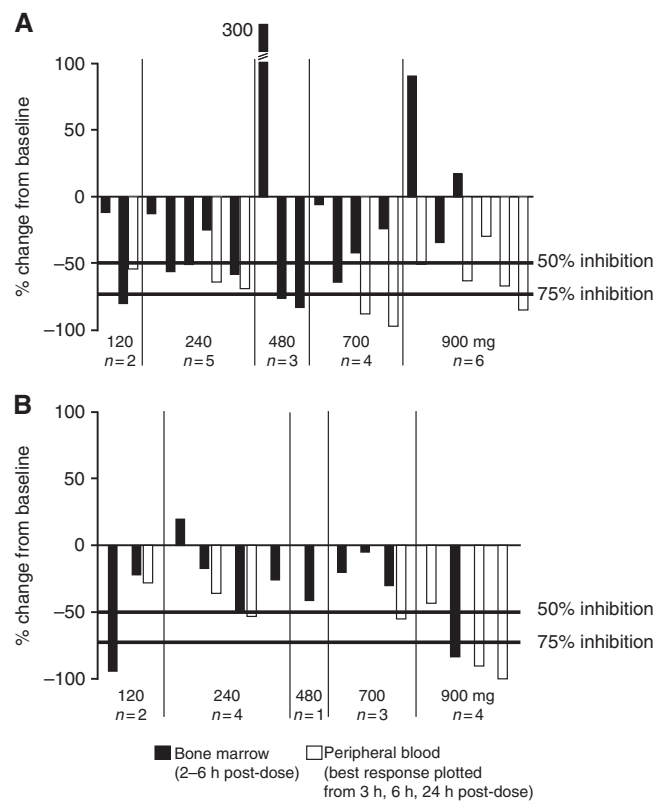 A
300
100
50
0
–50
–100
% change from baseline
50% inhibition
75% inhibition
120 240 480 700 900 mg
n=2 n=5 n=3 n=4 n=6
B
100
50
0
–50
–100
% change from baseline
50% inhibition
75% inhibition
120 240 480 700 900 mg
n=2 n=4 n=1 n=3 n=4
Bone marrow
(2–6 h post-dose)
Peripheral blood
(best response plotted
from 3 h, 6 h, 24 h post-dose)